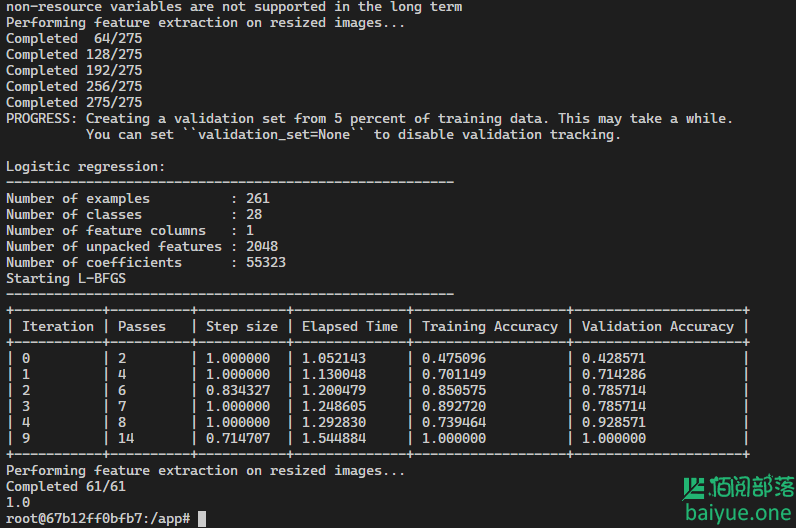 non-resource variables are not supported in the long term
Performing feature extraction on resized images...
Completed  64/275
Completed 128/275
Completed 192/275
Completed 256/275
Completed 275/275
PROGRESS: Creating a validation set from 5 percent of training data. This may take a while.
          You can set ``validation_set=None`` to disable validation tracking.

Logistic regression:
--------------------------------------------------------
Number of examples          : 261
Number of classes           : 28
Number of feature columns   : 1
Number of unpacked features : 2048
Number of coefficients      : 55323
Starting L-BFGS
--------------------------------------------------------
+-----------+----------+-----------+--------------+-------------------+---------------------+
| Iteration | Passes   | Step size | Elapsed Time | Training Accuracy | Validation Accuracy |
+-----------+----------+-----------+--------------+-------------------+---------------------+
| 0         | 2        | 1.000000  | 1.052143     | 0.475096          | 0.428571            |
| 1         | 4        | 1.000000  | 1.130048     | 0.701149          | 0.714286            |
| 2         | 6        | 0.834327  | 1.200479     | 0.850575          | 0.785714            |
| 3         | 7        | 1.000000  | 1.248605     | 0.892720          | 0.785714            |
| 4         | 8        | 1.000000  | 1.292830     | 0.739464          | 0.928571            |
| 9         | 14       | 0.714707  | 1.544884     | 1.000000          | 1.000000            |
+-----------+----------+-----------+--------------+-------------------+---------------------+
Performing feature extraction on resized images...
Completed 61/61
1.0
root@67b12ff0bfb7:/app#
佰阅部落
baiyue.one